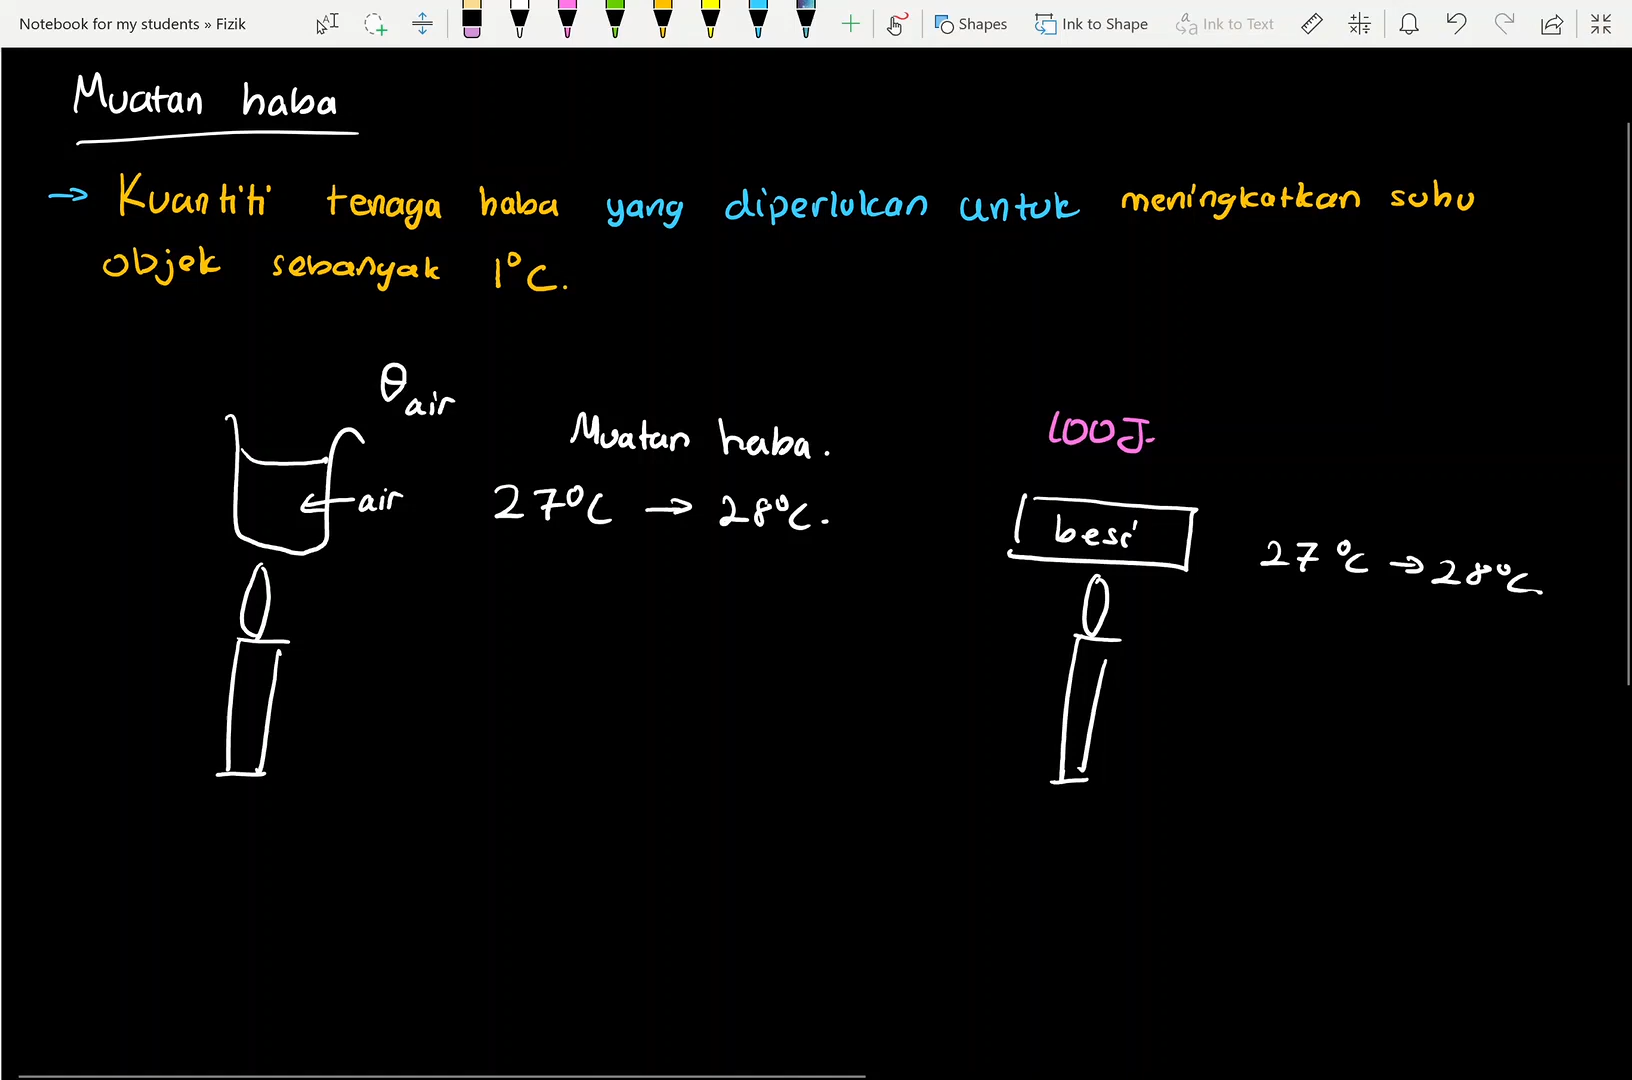 Notebook for my students » Fizik
Shapes
Ink to Shape
Ink to Text
Muatan haba
→ Kuantiti tenaga haba yang diperlukan untuk meningkatkan suhu
objek sebanyak 1°C.
θair
Muatan haba.
100J
air
27°C → 28°C.
besi
27°C → 28°C.